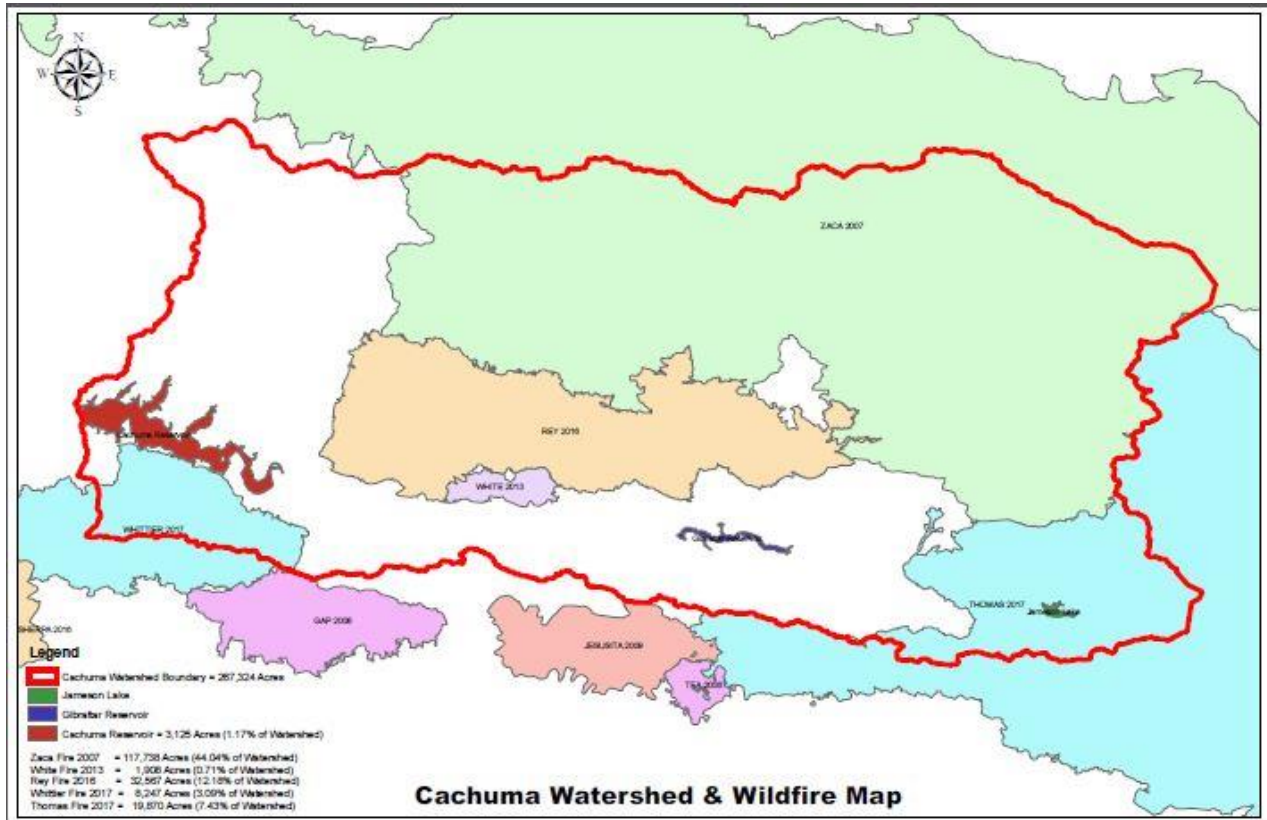 N
W E
S
ZACA 2007
Cachuma Reservoir
REY 2016
WHITE 2013
WHITTIER 2017
THOMAS 2017
Jameson Lake
GAP 2008
JESUSITA 2009
TEA 2008
SHERPA 2016
Legend
Cachuma Watershed Boundary = 267,324 Acres
Jameson Lake
Gibraltar Reservoir
Cachuma Reservoir = 3,125 Acres (1.17% of Watershed)
Zaca Fire 2007 = 117,738 Acres (44.04% of Watershed)
White Fire 2013 = 1,906 Acres (0.71% of Watershed)
Rey Fire 2016 = 32,567 Acres (12.18% of Watershed)
Whittier Fire 2017 = 8,247 Acres (3.09% of Watershed)
Thomas Fire 2017 = 19,870 Acres (7.43% of Watershed)
Cachuma Watershed & Wildfire Map